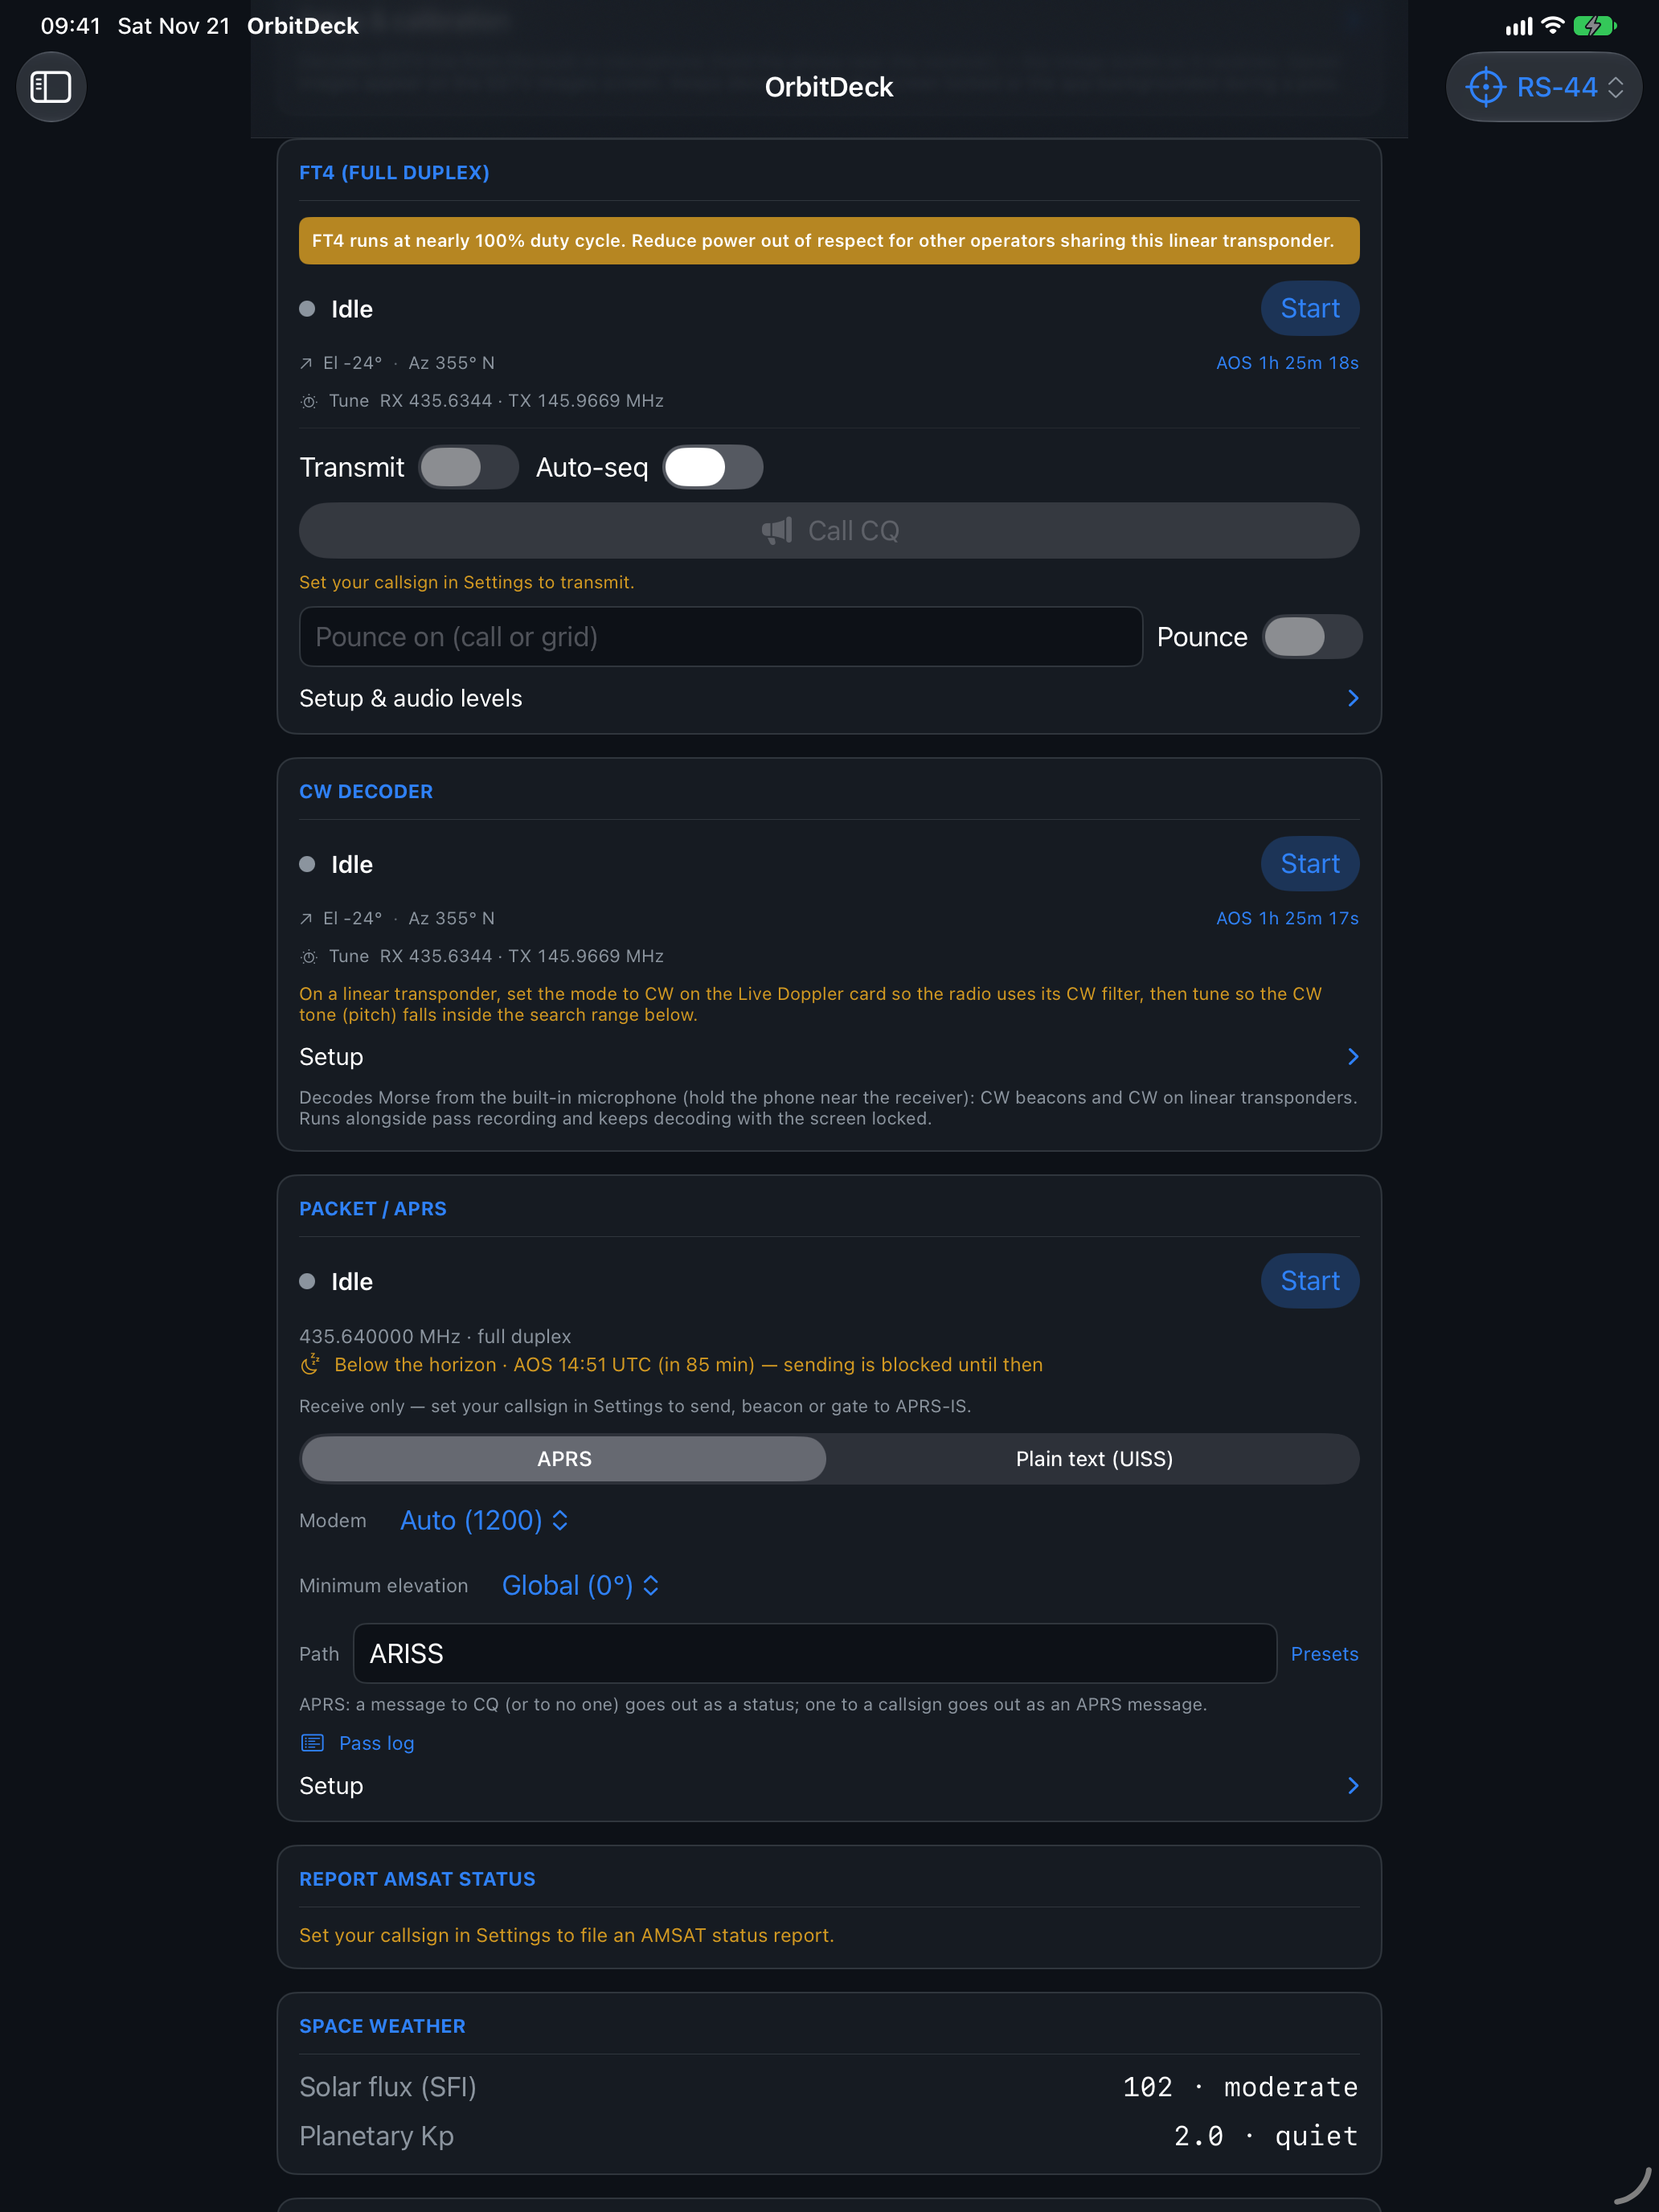 09:41 Sat Nov 21 OrbitDeck
OrbitDeck
RS-44
FT4 (FULL DUPLEX)
FT4 runs at nearly 100% duty cycle. Reduce power out of respect for other operators sharing this linear transponder.
Idle
Start
El -24° · Az 355° N
AOS 1h 25m 18s
Tune RX 435.6344 · TX 145.9669 MHz
Transmit
Auto-seq
Call CQ
Set your callsign in Settings to transmit.
Pounce on (call or grid)
Pounce
Setup & audio levels
CW DECODER
Idle
Start
El -24° · Az 355° N
AOS 1h 25m 17s
Tune RX 435.6344 · TX 145.9669 MHz
On a linear transponder, set the mode to CW on the Live Doppler card so the radio uses its CW filter, then tune so the CW
tone (pitch) falls inside the search range below.
Setup
Decodes Morse from the built-in microphone (hold the phone near the receiver): CW beacons and CW on linear transponders.
Runs alongside pass recording and keeps decoding with the screen locked.
PACKET / APRS
Idle
Start
435.640000 MHz · full duplex
Below the horizon · AOS 14:51 UTC (in 85 min) — sending is blocked until then
Receive only — set your callsign in Settings to send, beacon or gate to APRS-IS.
APRS
Plain text (UISS)
Modem
Auto (1200)
Minimum elevation
Global (0°)
Path
ARISS
Presets
APRS: a message to CQ (or to no one) goes out as a status; one to a callsign goes out as an APRS message.
Pass log
Setup
REPORT AMSAT STATUS
Set your callsign in Settings to file an AMSAT status report.
SPACE WEATHER
Solar flux (SFI)
102 · moderate
Planetary Kp
2.0 · quiet